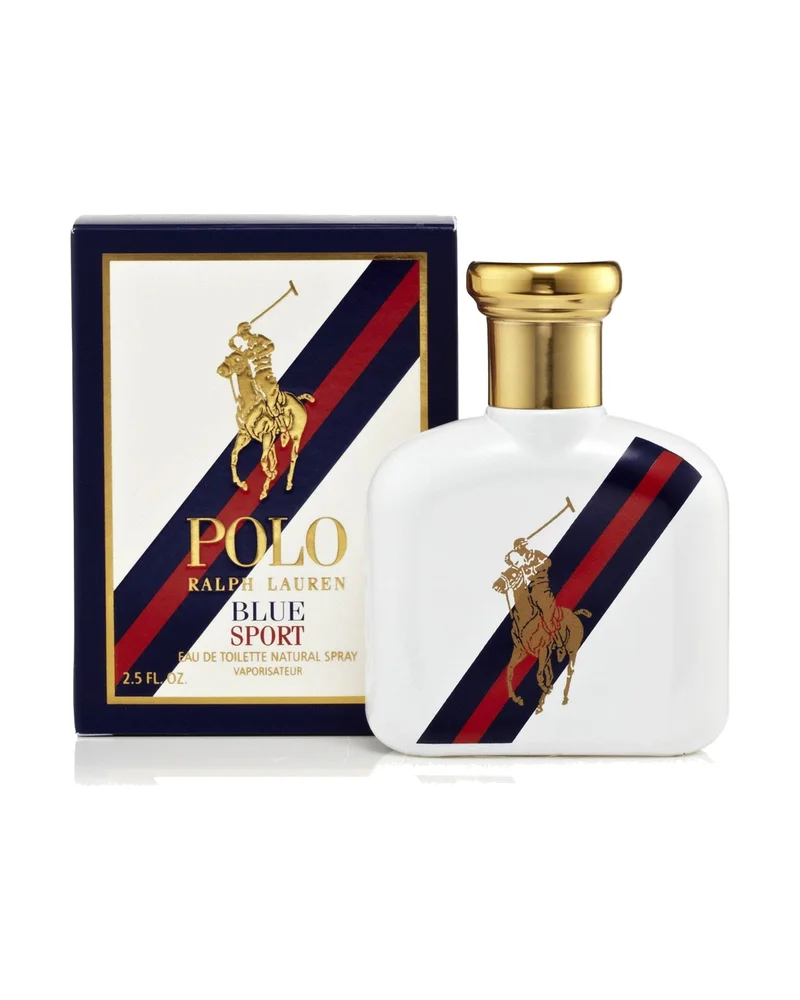 POLO
RALPH LAUREN
BLUE
SPORT
EAU DE TOILETTE NATURAL SPRAY
VAPORISATEUR
2.5 FL. OZ.